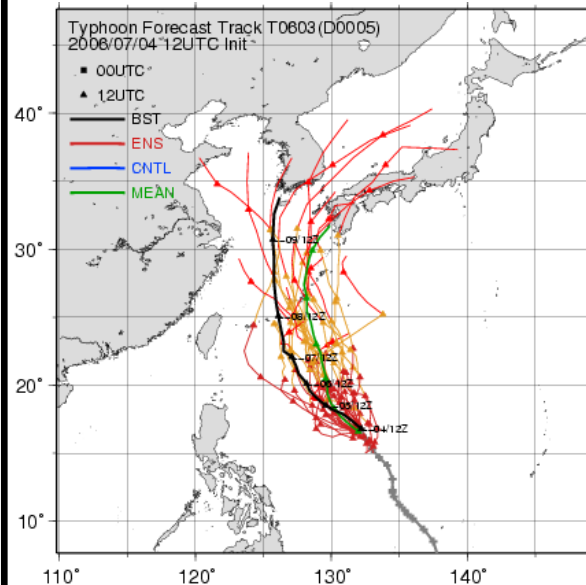 Typhoon Forecast Track T0603(D0005)
2006/07/04 12UTC Init
00UTC
12UTC
BST
ENS
CNTL
MEAN
40°
30°
20°
10°
09/12Z
08/12Z
07/12Z
06/12Z
05/12Z
04/12Z
110° 120° 130° 140°